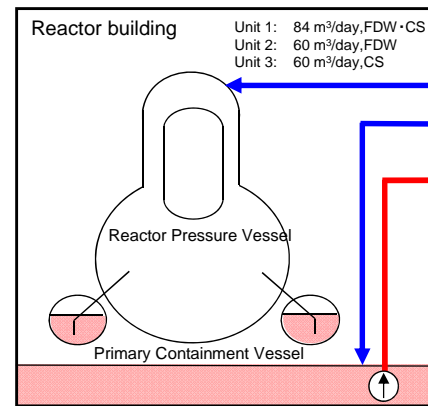 Reactor building
Unit 1: 84 m³/day,FDW・CS
Unit 2: 60 m³/day,FDW
Unit 3: 60 m³/day,CS
Reactor Pressure Vessel
Primary Containment Vessel